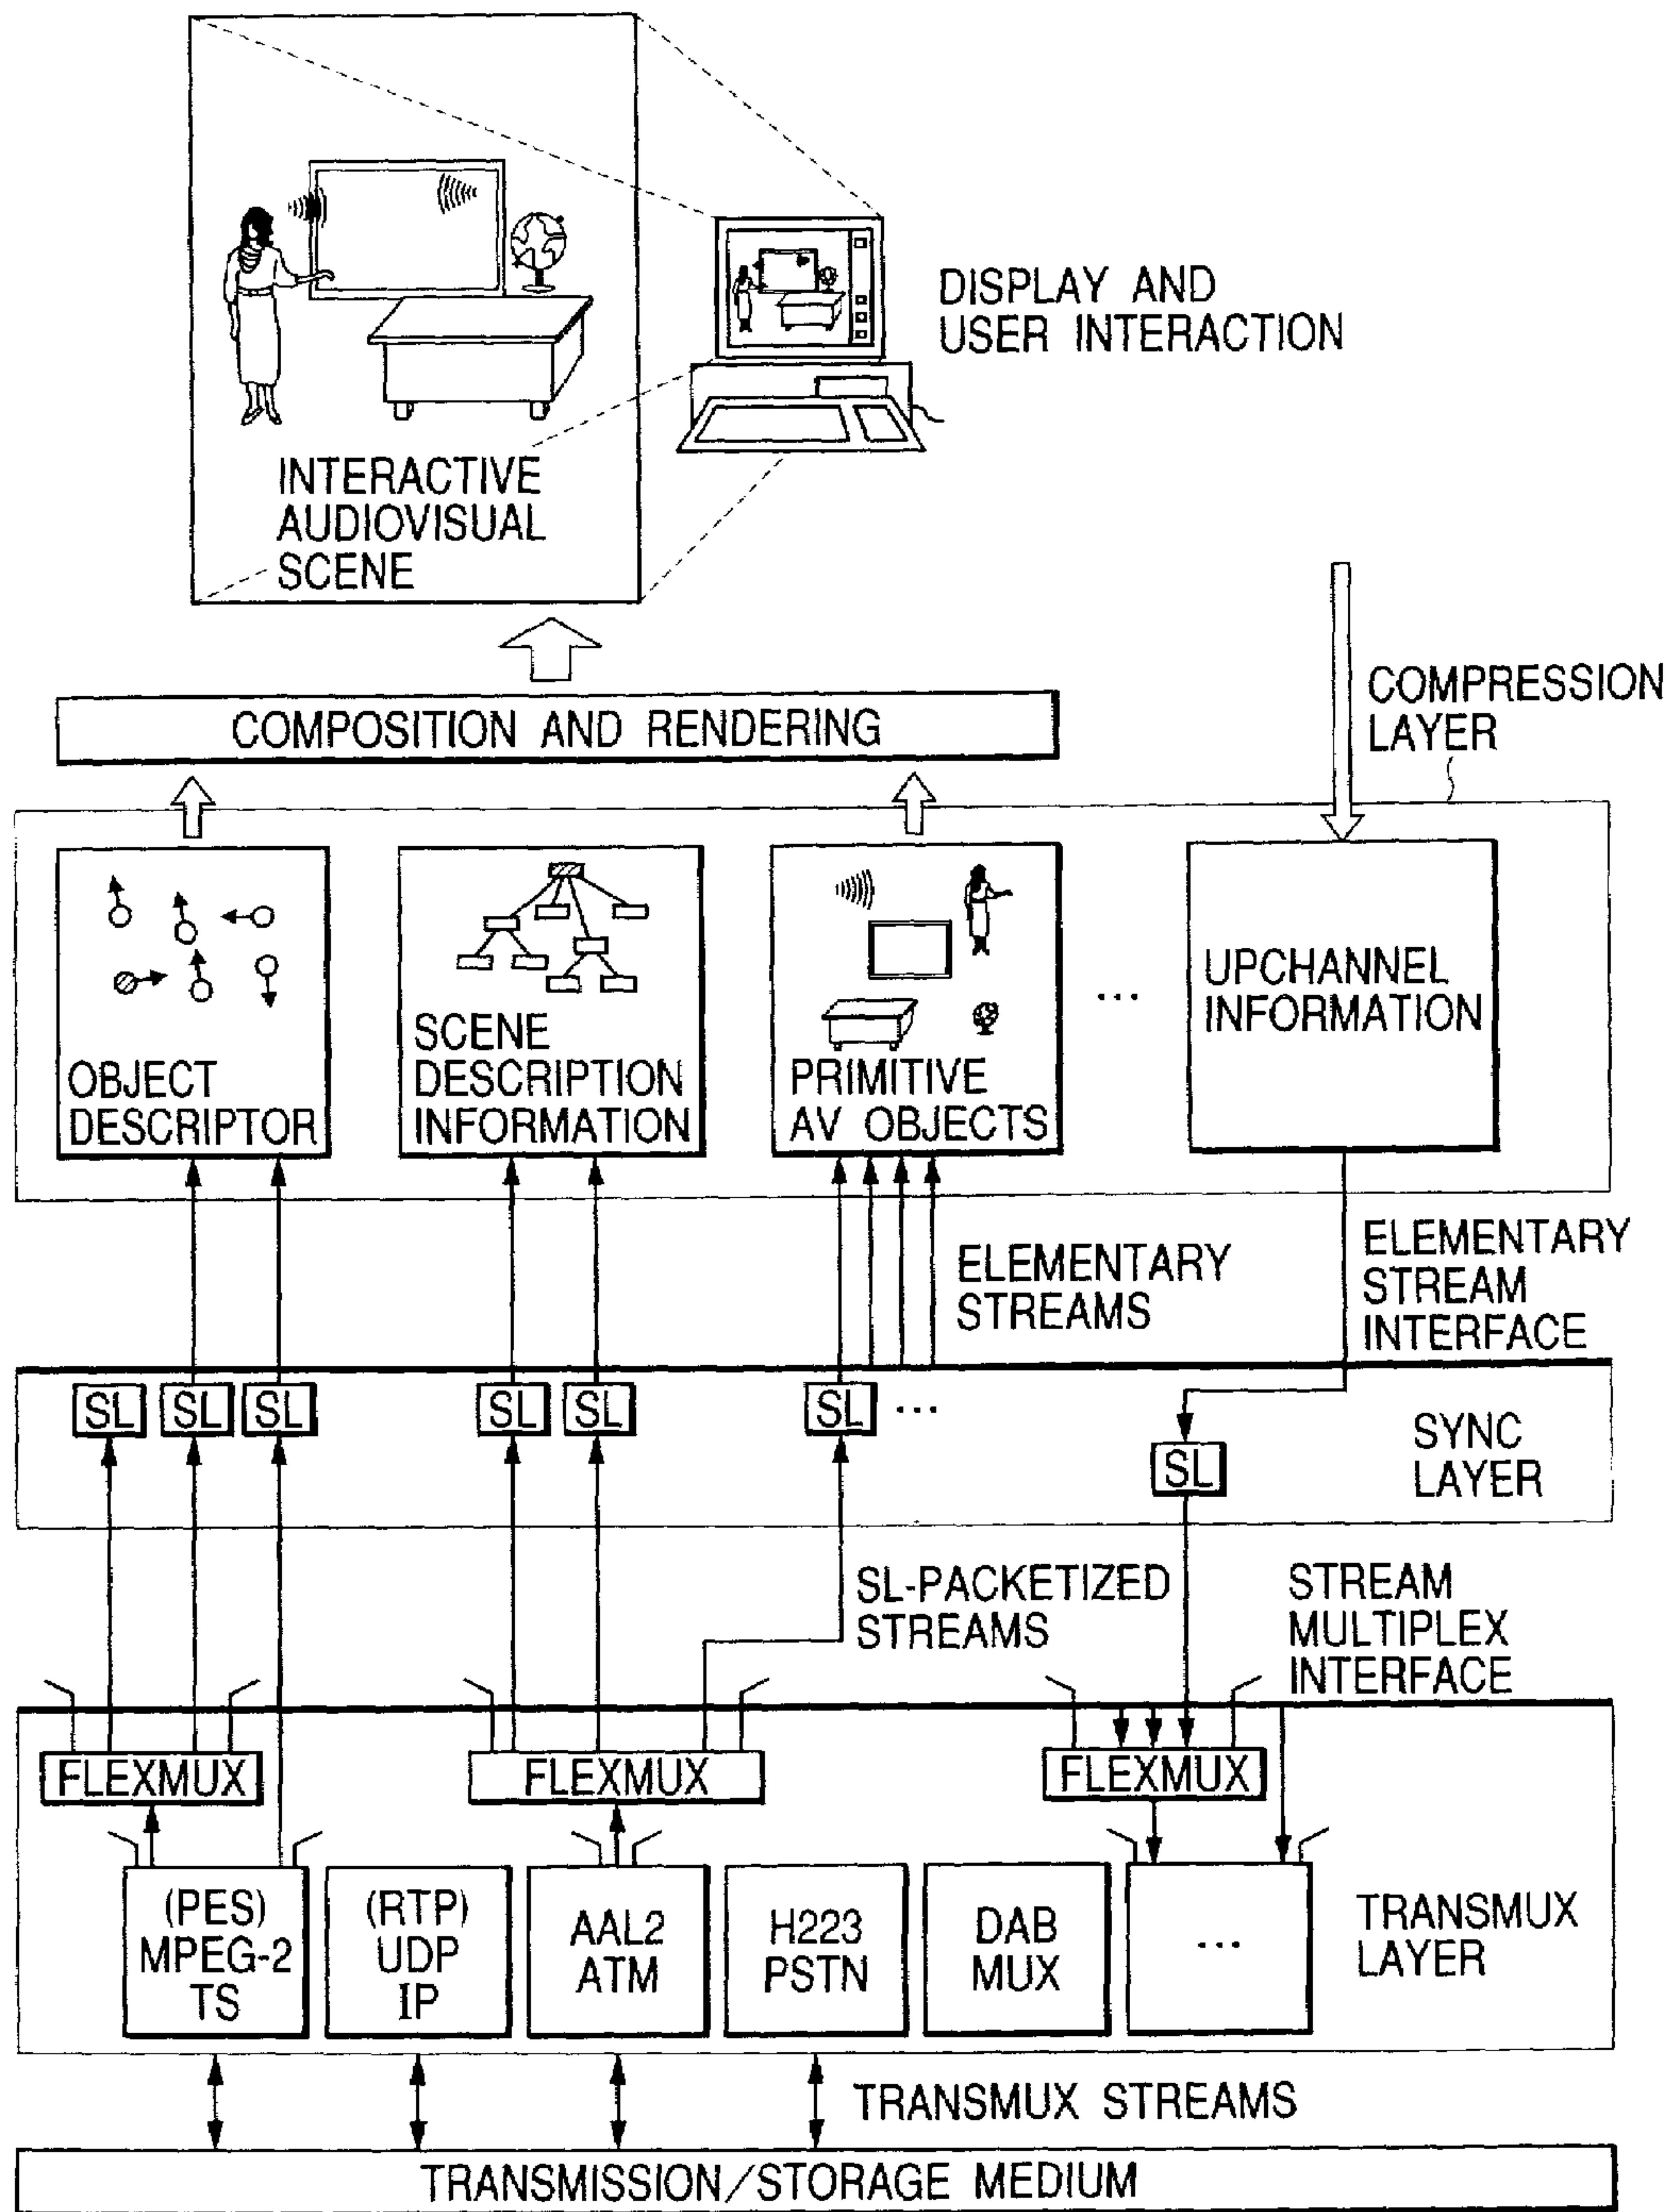 DISPLAY AND
USER INTERACTION
INTERACTIVE
AUDIOVISUAL
SCENE
COMPRESSION
LAYER
COMPOSITION AND RENDERING
OBJECT
DESCRIPTOR
SCENE
DESCRIPTION
INFORMATION
PRIMITIVE
AV OBJECTS
...
UPCHANNEL
INFORMATION
ELEMENTARY
STREAMS
ELEMENTARY
STREAM
INTERFACE
SL
SL
SL
SL
SL
SL
...
SL
SYNC
LAYER
SL-PACKETIZED
STREAMS
STREAM
MULTIPLEX
INTERFACE
FLEXMUX
FLEXMUX
FLEXMUX
(PES)
MPEG-2
TS
(RTP)
UDP
IP
AAL2
ATM
H223
PSTN
DAB
MUX
...
TRANSMUX
LAYER
TRANSMUX STREAMS
TRANSMISSION/STORAGE MEDIUM